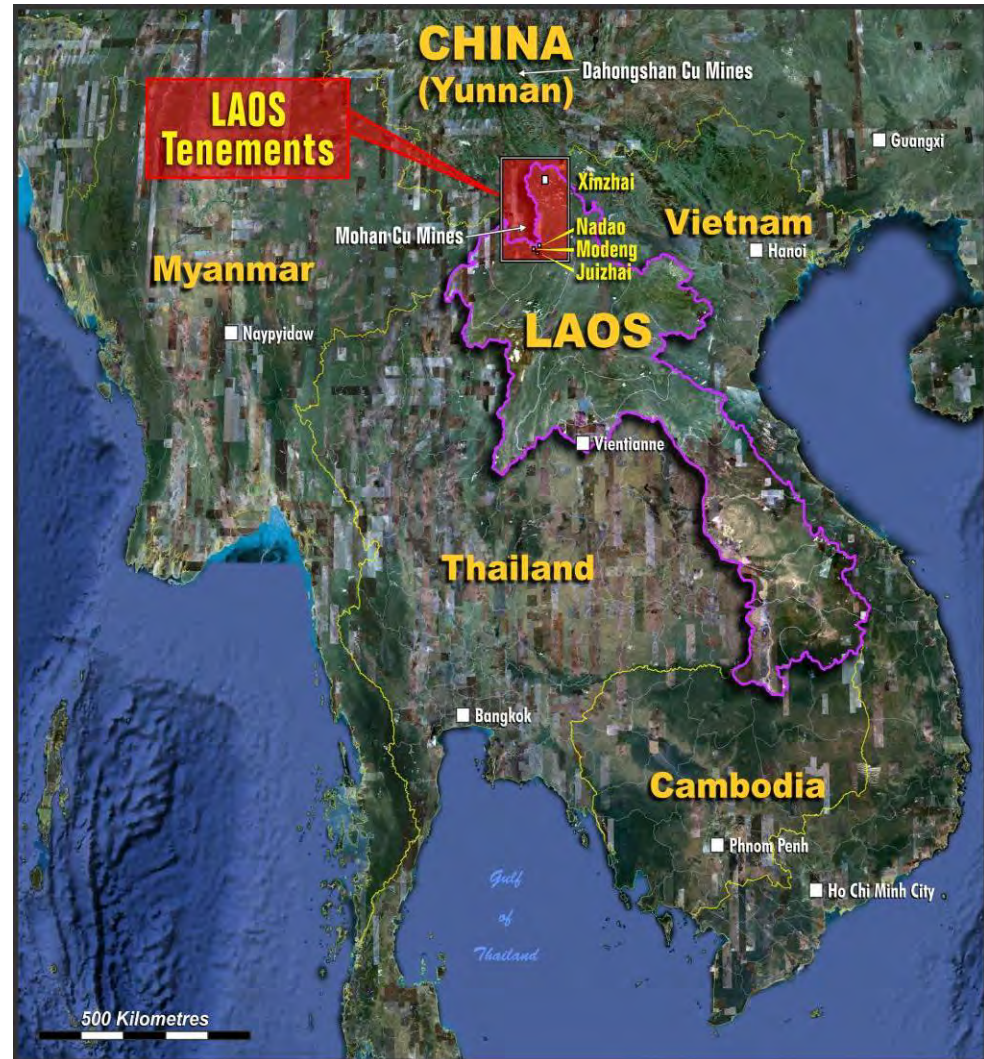 CHINA
(Yunnan)
Dahongshan Cu Mines
LAOS
Tenements
Guangxi
Xinzhai
Mohan Cu Mines
Nadao
Modeng
Juizhai
Vietnam
Hanoi
Myanmar
Naypyidaw
LAOS
Vientianne
Thailand
Bangkok
Cambodia
Phnom Penh
Ho Chi Minh City
Gulf
of
Thailand
500 Kilometres